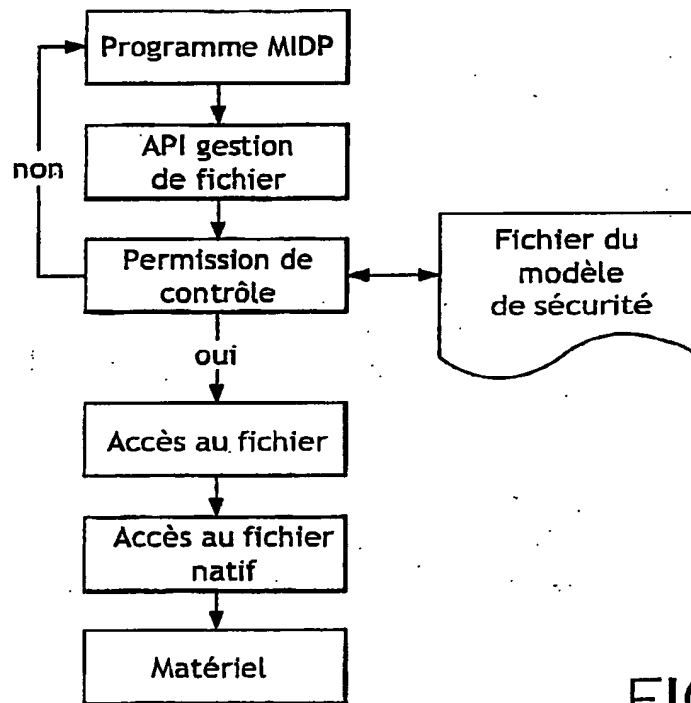 Programme MIDP
API gestion
de fichier
non
Permission de
contrôle
Fichier du
modèle
de sécurité
oui
Accès au fichier
Accès au fichier
natif
Matériel